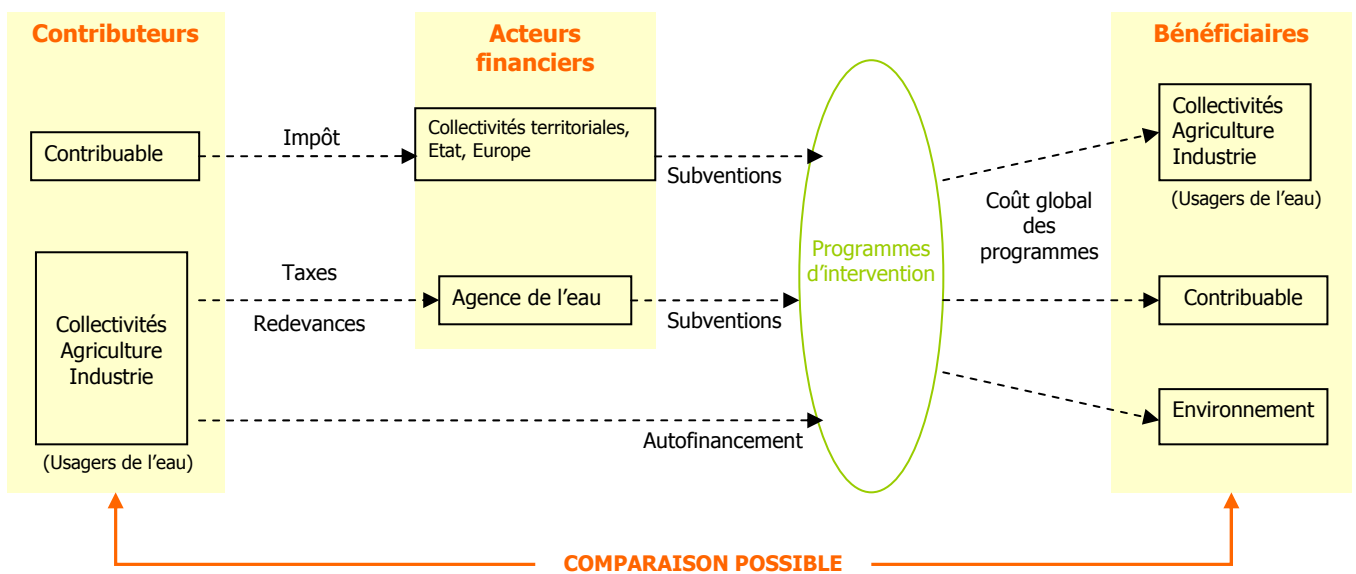 Contributeurs
Acteurs
financiers
Bénéficiaires
Contribuable
Impôt
Collectivités territoriales,
Etat, Europe
Subventions
Collectivités
Agriculture
Industrie
(Usagers de l'eau)
Coût global
des
programmes
Programmes
d'intervention
Collectivités
Agriculture
Industrie
(Usagers de l'eau)
Taxes
Redevances
Agence de l'eau
Subventions
Contribuable
Autofinancement
Environnement
COMPARAISON POSSIBLE